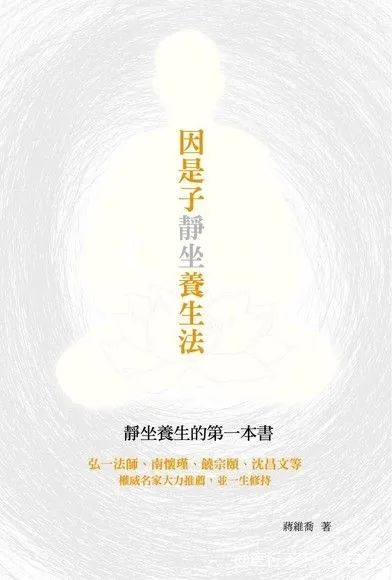 因是子靜坐養生法
靜坐養生的第一本書
弘一法師、南懷瑾、饒宗頤、沈昌文等
權威名家大力推薦，並一生修持
蔣維喬 著